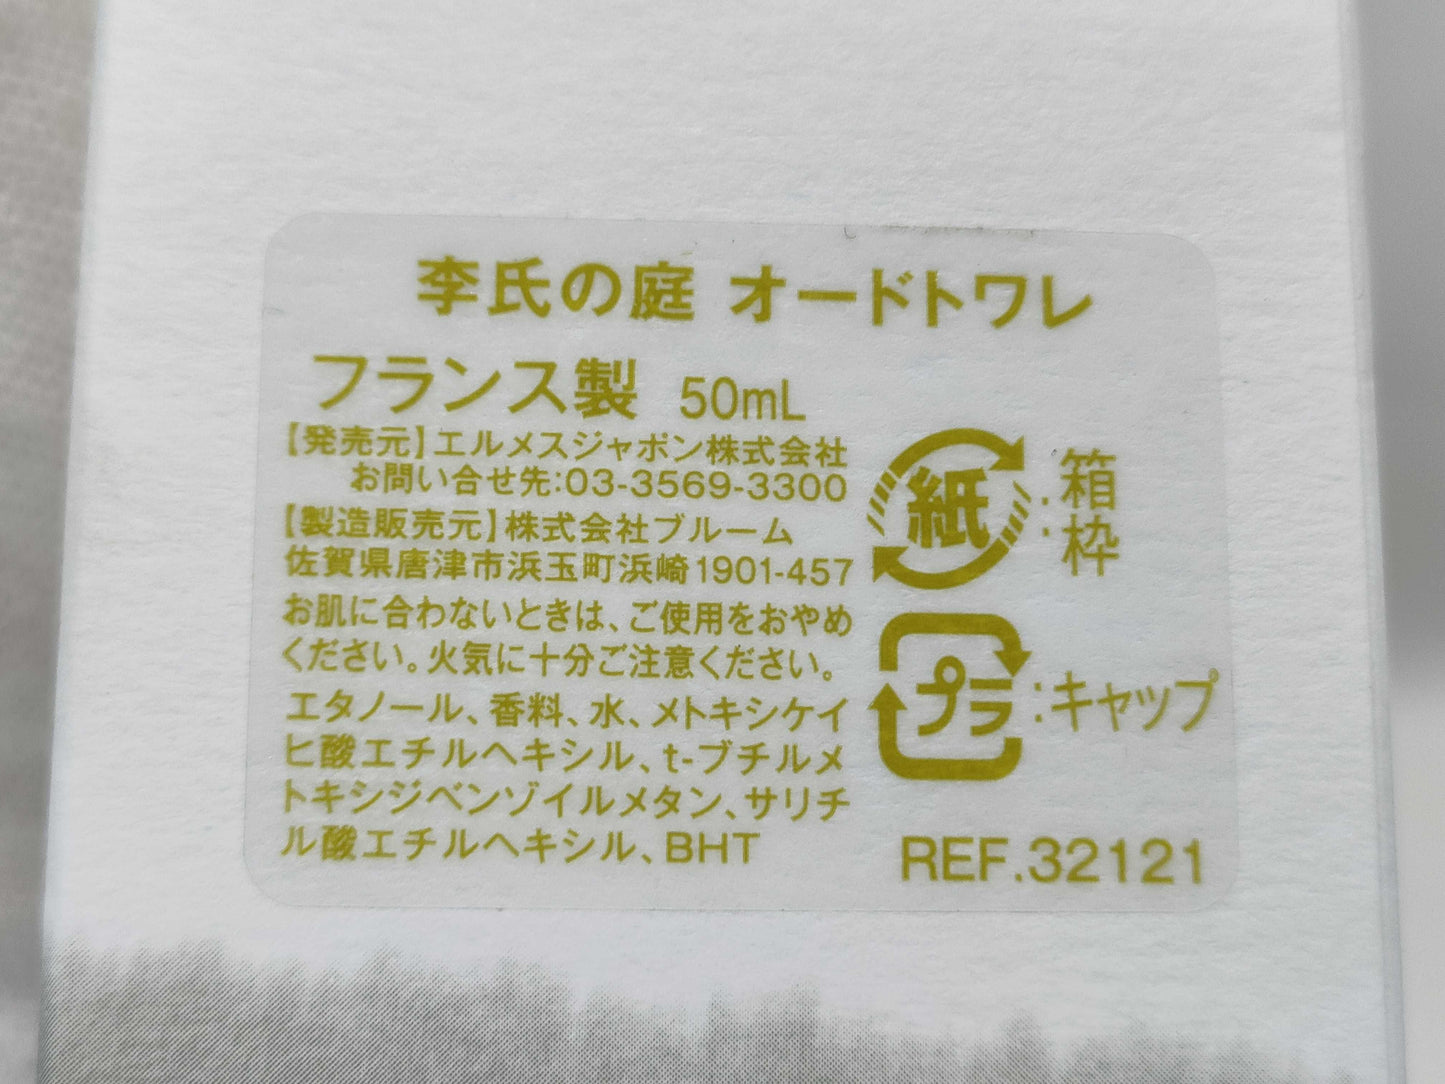 李氏の庭 オードトワレ
フランス製 50mL
【発売元】エルメスジャポン株式会社
お問い合せ先:03-3569-3300
【製造販売元】株式会社ブルーム
佐賀県唐津市浜玉町浜崎1901-457
お肌に合わないときは、ご使用をおやめ
ください。火気に十分ご注意ください。
エタノール、香料、水、メトキシケイ
ヒ酸エチルヘキシル、t-ブチルメ
トキシジベンゾイルメタン、サリチ
ル酸エチルヘキシル、BHT
紙:箱
:枠
プラ:キャップ
REF.32121